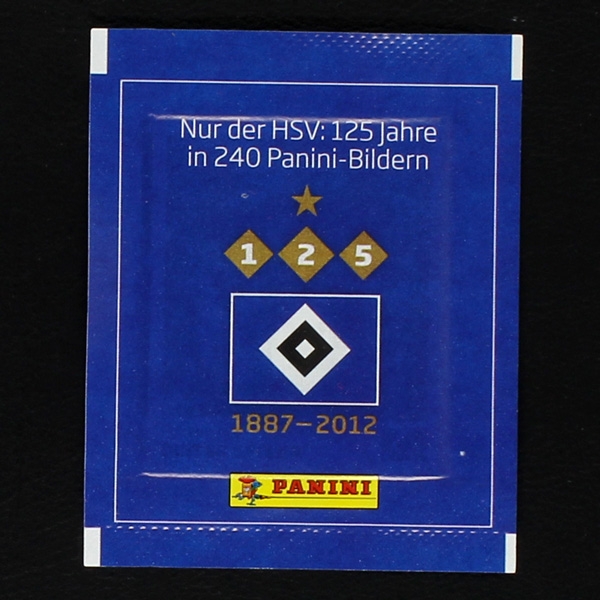 Nur der HSV: 125 Jahre
in 240 Panini-Bildern
1 2 5
1887–2012
PANINI